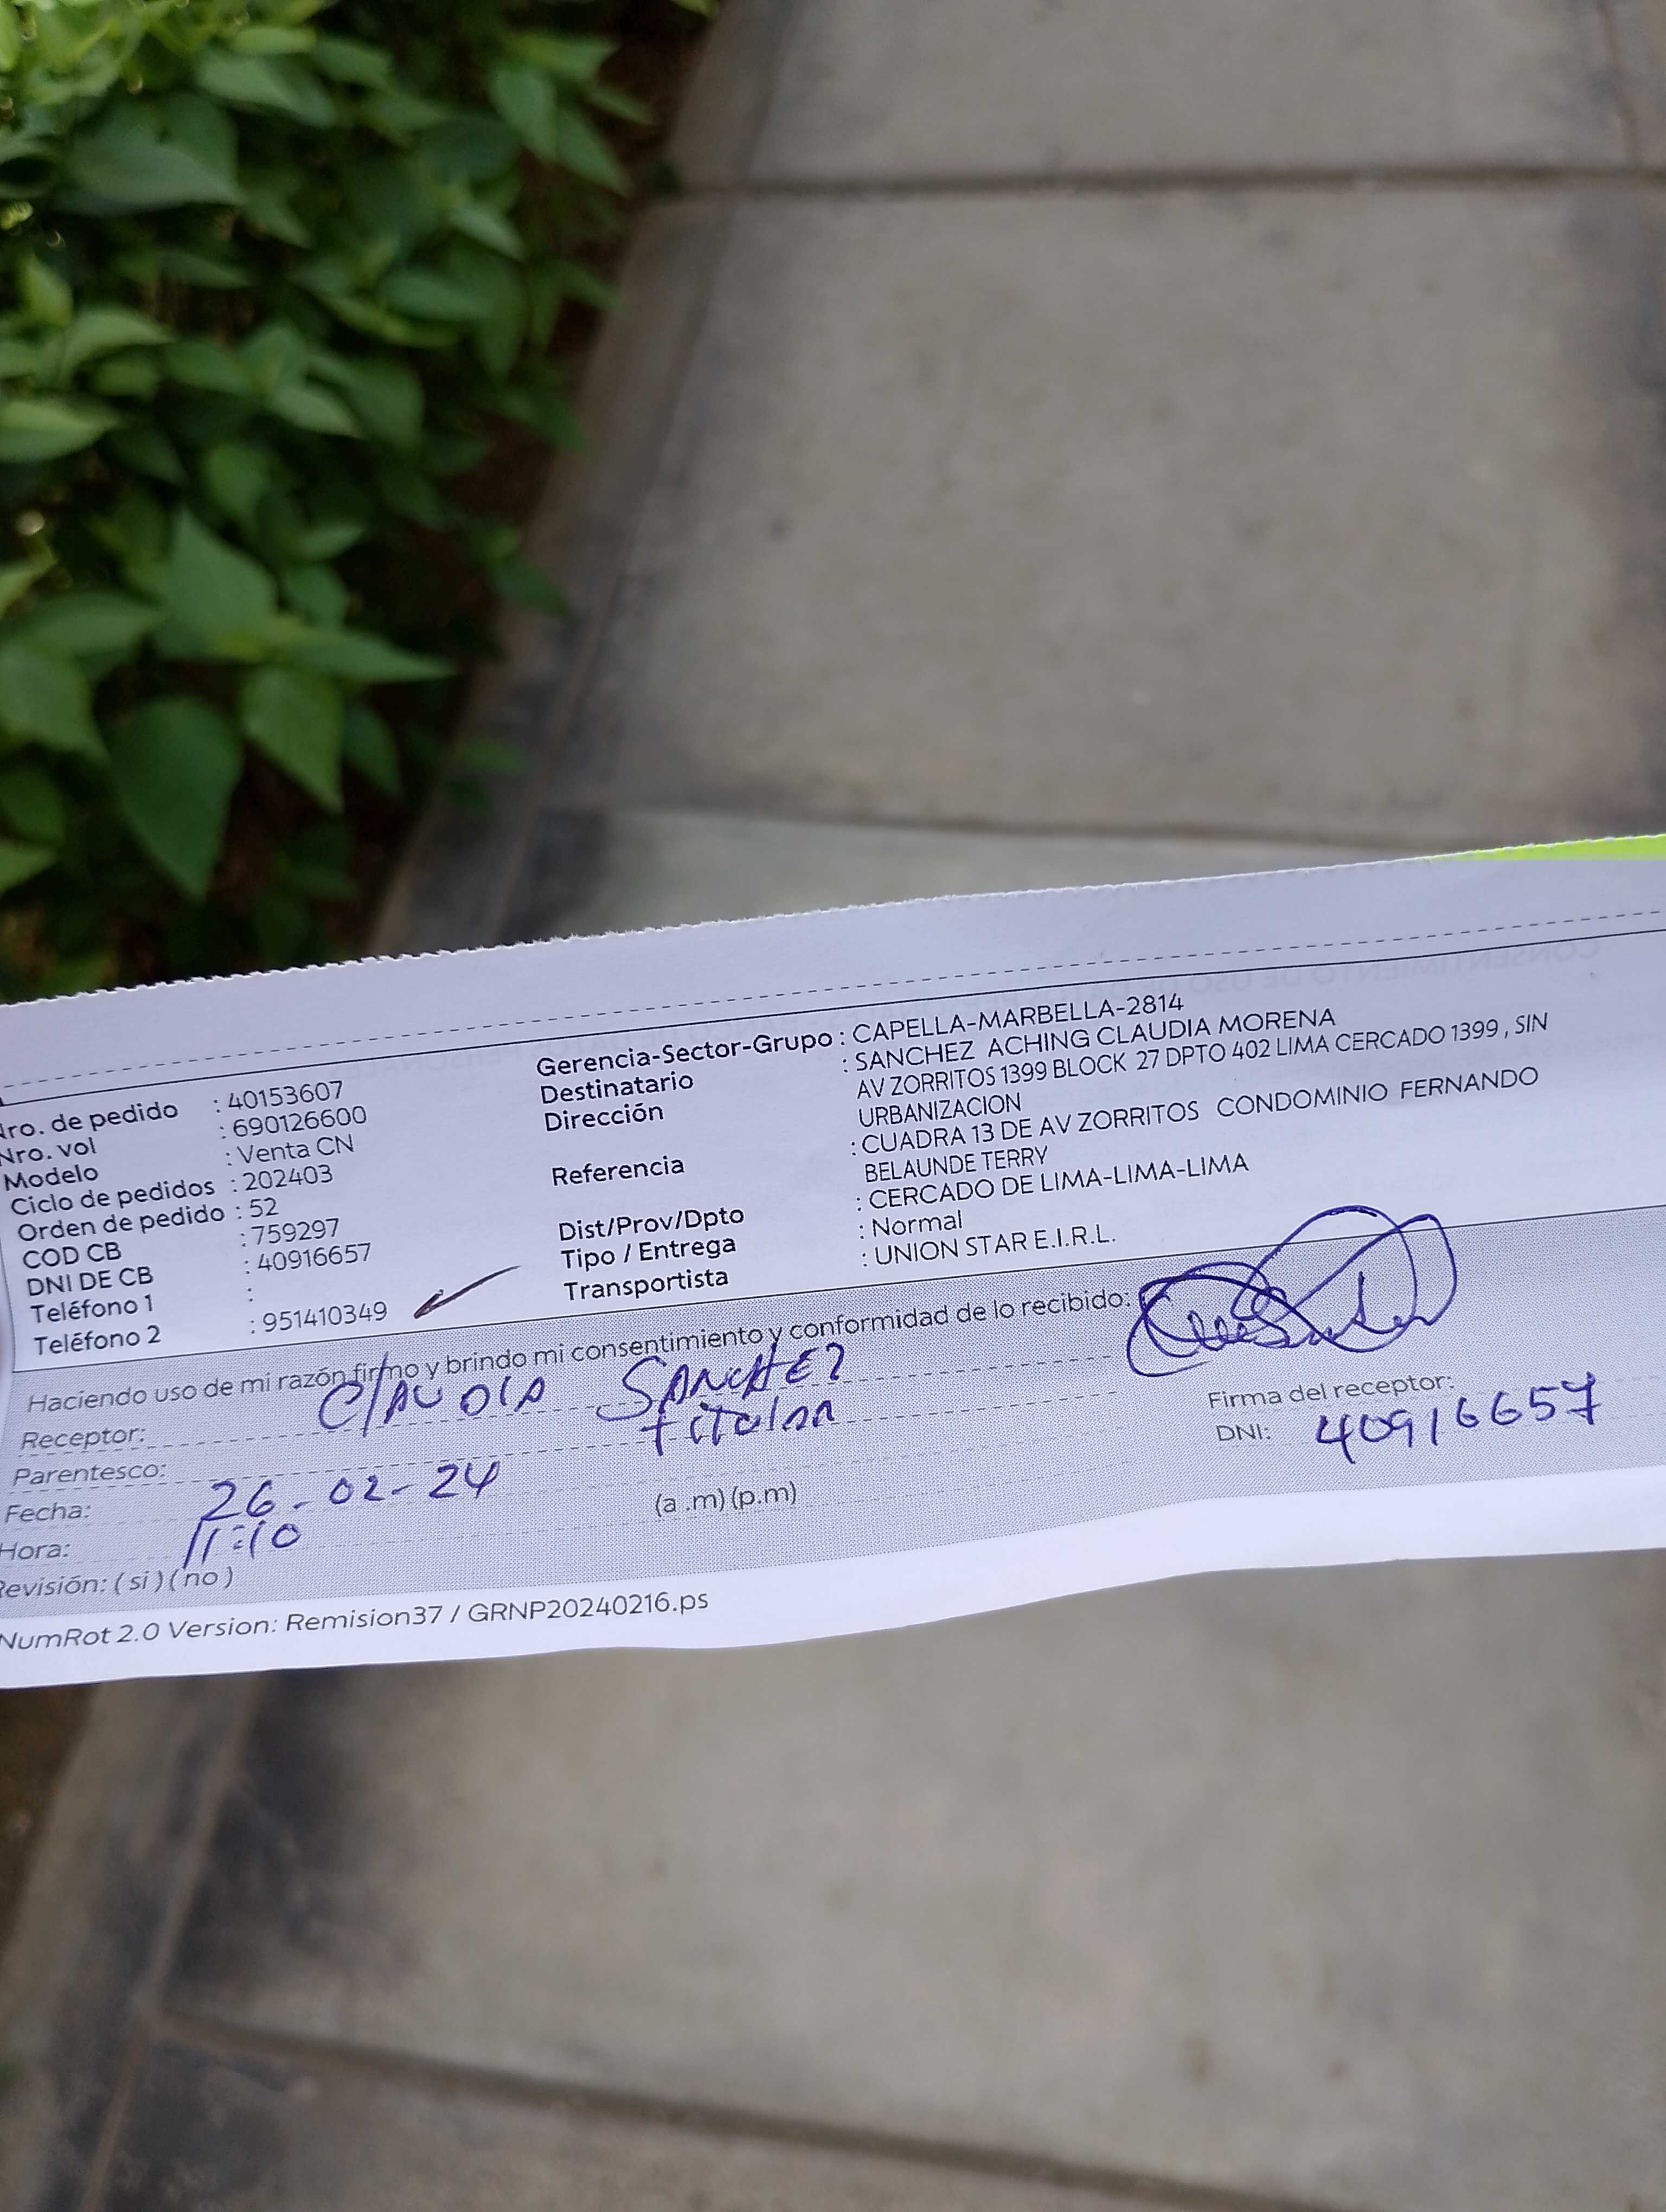 Nro. de pedido : 40153607
Nro. vol : 690126600
Modelo : Venta CN
Ciclo de pedidos : 202403
Orden de pedido : 52
COD CB : 759297
DNI DE CB : 40916657
Teléfono 1 :
Teléfono 2 : 951410349
Gerencia-Sector-Grupo : CAPELLA-MARBELLA-2814
Destinatario : SANCHEZ ACHING CLAUDIA MORENA
Dirección AV ZORRITOS 1399 BLOCK 27 DPTO 402 LIMA CERCADO 1399 , SIN
URBANIZACION
Referencia : CUADRA 13 DE AV ZORRITOS CONDOMINIO FERNANDO
BELAUNDE TERRY
Dist/Prov/Dpto : CERCADO DE LIMA-LIMA-LIMA
Tipo / Entrega : Normal
Transportista : UNION STAR E.I.R.L.
Haciendo uso de mi razón firmo y brindo mi consentimiento y conformidad de lo recibido:
Receptor: CLAUDIA SANCHEZ
Parentesco: titular
Fecha: 26-02-24
Hora: 11:10 (a .m) (p.m)
Revisión: ( si ) ( no )
Firma del receptor:
DNI: 40916657
NumRot 2.0 Version: Remision37 / GRNP20240216.ps